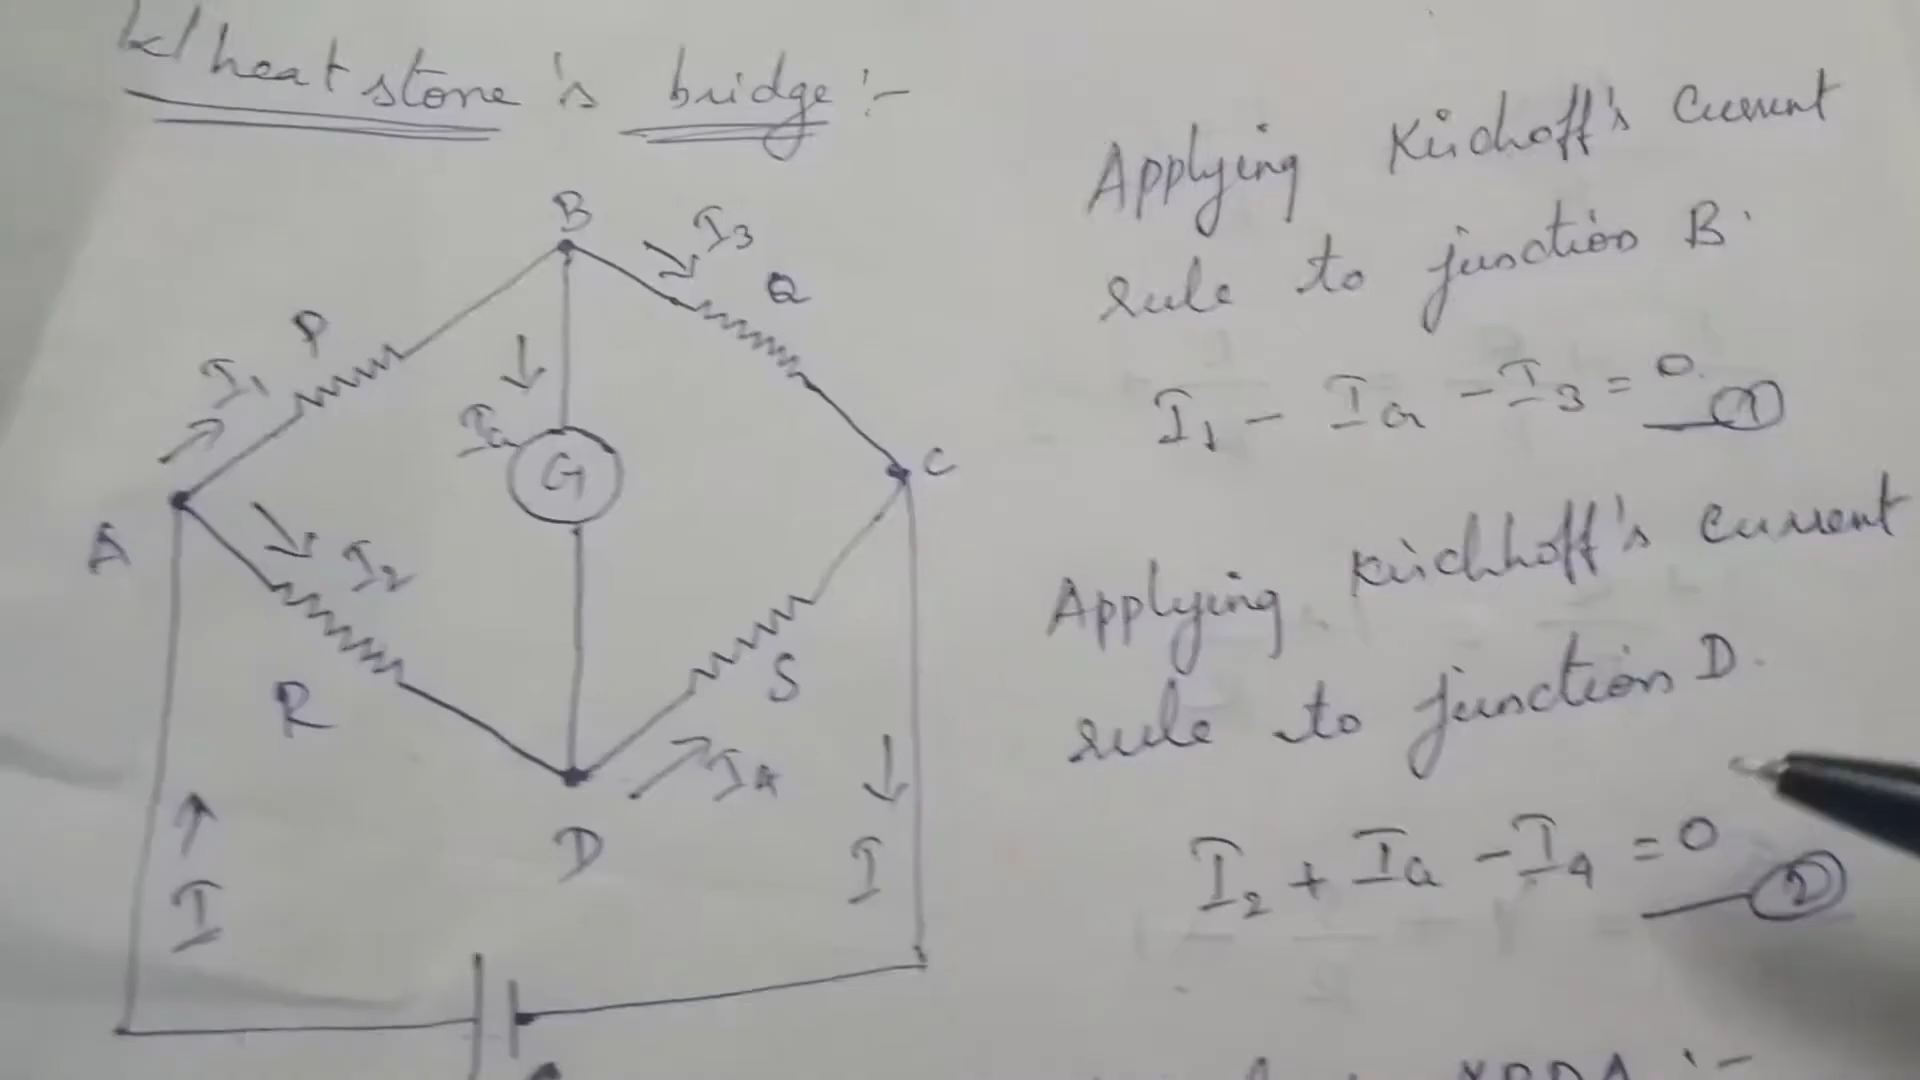 Wheatstone's bridge :-
B
I3
Q
P
I1
IG
G
C
A
I2
R
S
I4
D
I
I
Applying Kirchoff's Current
rule to junction B.
I1 - IG - I3 = 0 1
Applying Kirchhoff's Current
rule to junction D.
I2 + IG - I4 = 0 2